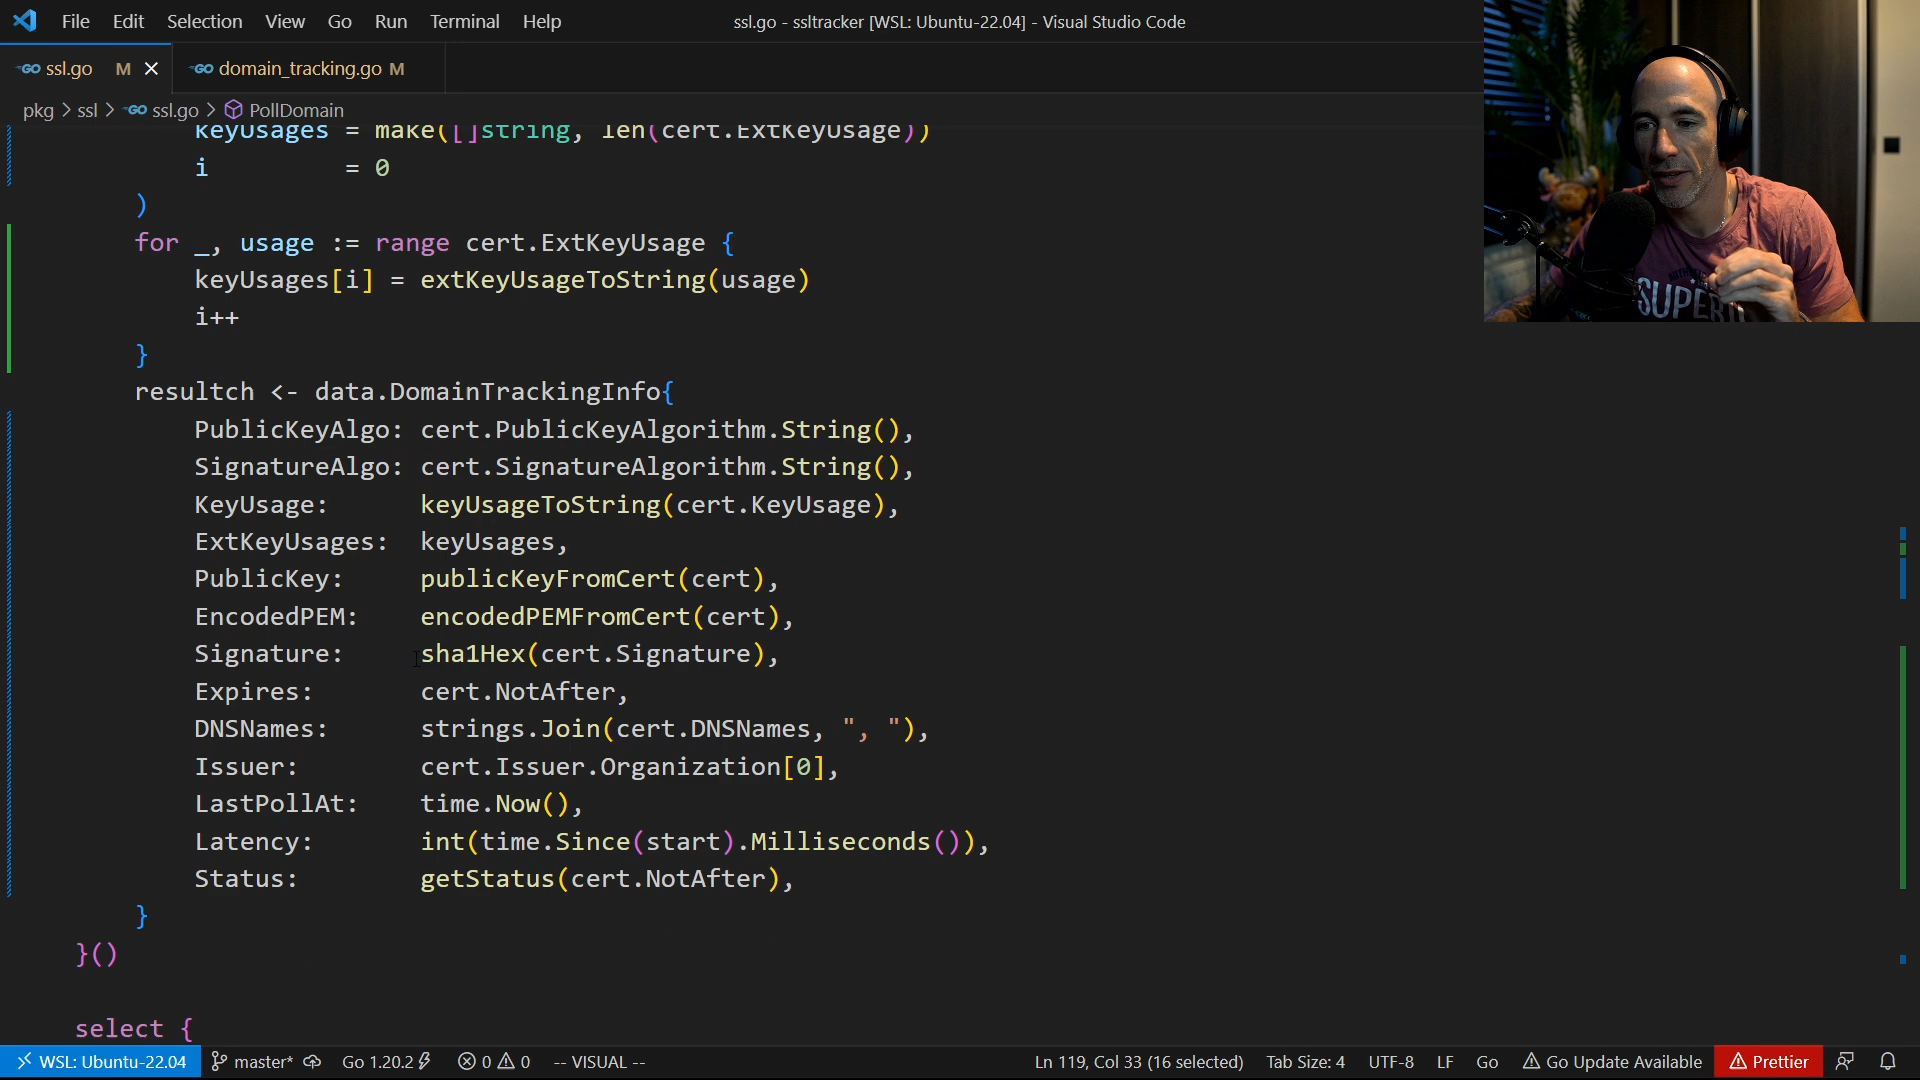 File Edit Selection View Go Run Terminal Help
ssl.go - ssltracker [WSL: Ubuntu-22.04] - Visual Studio Code
GO ssl.go M
GO domain_tracking.go M
pkg > ssl > GO ssl.go > PollDomain
keyUsages = make([]string, len(cert.ExtKeyUsage))
i = 0
)
for _, usage := range cert.ExtKeyUsage {
keyUsages[i] = extKeyUsageToString(usage)
i++
}
resultch <- data.DomainTrackingInfo{
PublicKeyAlgo: cert.PublicKeyAlgorithm.String(),
SignatureAlgo: cert.SignatureAlgorithm.String(),
KeyUsage: keyUsageToString(cert.KeyUsage),
ExtKeyUsages: keyUsages,
PublicKey: publicKeyFromCert(cert),
EncodedPEM: encodedPEMFromCert(cert),
Signature: sha1Hex(cert.Signature),
Expires: cert.NotAfter,
DNSNames: strings.Join(cert.DNSNames, ", "),
Issuer: cert.Issuer.Organization[0],
LastPollAt: time.Now(),
Latency: int(time.Since(start).Milliseconds()),
Status: getStatus(cert.NotAfter),
}
}()
select {
WSL: Ubuntu-22.04 master* Go 1.20.2 0 0 -- VISUAL -- Ln 119, Col 33 (16 selected) Tab Size: 4 UTF-8 LF Go Go Update Available Prettier